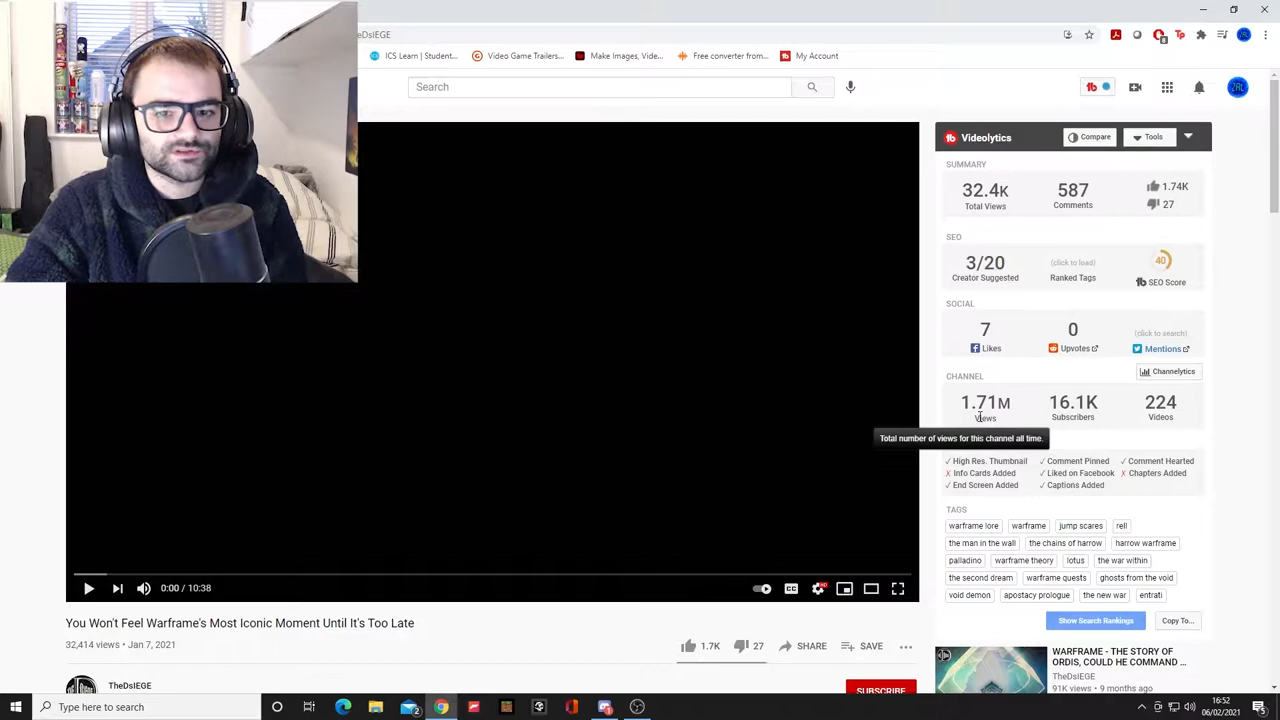 eDsIEGE
ICS Learn | Student...
Courses | Coursera...
Make Images, Vide...
Free converter from...
Account
Search
Videolytics
Compare
Tools
SUMMARY
32.4K
587
1.74K
27
Total Views
Comments
SEO
3/20
(click to load)
40
Creator Suggested
Ranked Tags
SEO Score
SOCIAL
7
0
(click to search)
Likes
Upvotes
Mentions
CHANNEL
Channelytics
1.71M
16.1K
224
Views
Subscribers
Videos
Total number of views for this channel all time.
✓ High Res. Thumbnail
✓ Comment Pinned
✓ Comment Hearted
✗ Info Cards Added
✓ Liked on Facebook
✗ Chapters Added
✓ End Screen Added
✓ Captions Added
TAGS
warframe lore
warframe
jump scares
rell
the man in the wall
the chains of harrow
harrow warframe
palladino
warframe theory
lotus
the war within
the second dream
warframe quests
ghosts from the void
void demon
apostacy prologue
the new war
entrati
Show Search Rankings
Copy To...
0:00 / 10:38
CC
HD
You Won't Feel Warframe's Most Iconic Moment Until It's Too Late
32,414 views • Jan 7, 2021
1.7K
27
SHARE
SAVE
WARFRAME - THE STORY OF
ORDIS, COULD HE COMMAND ...
TheDsIEGE
91K views • 9 months ago
TheDsIEGE
SUBSCRIBE
Type here to search
2
16:52
06/02/2021